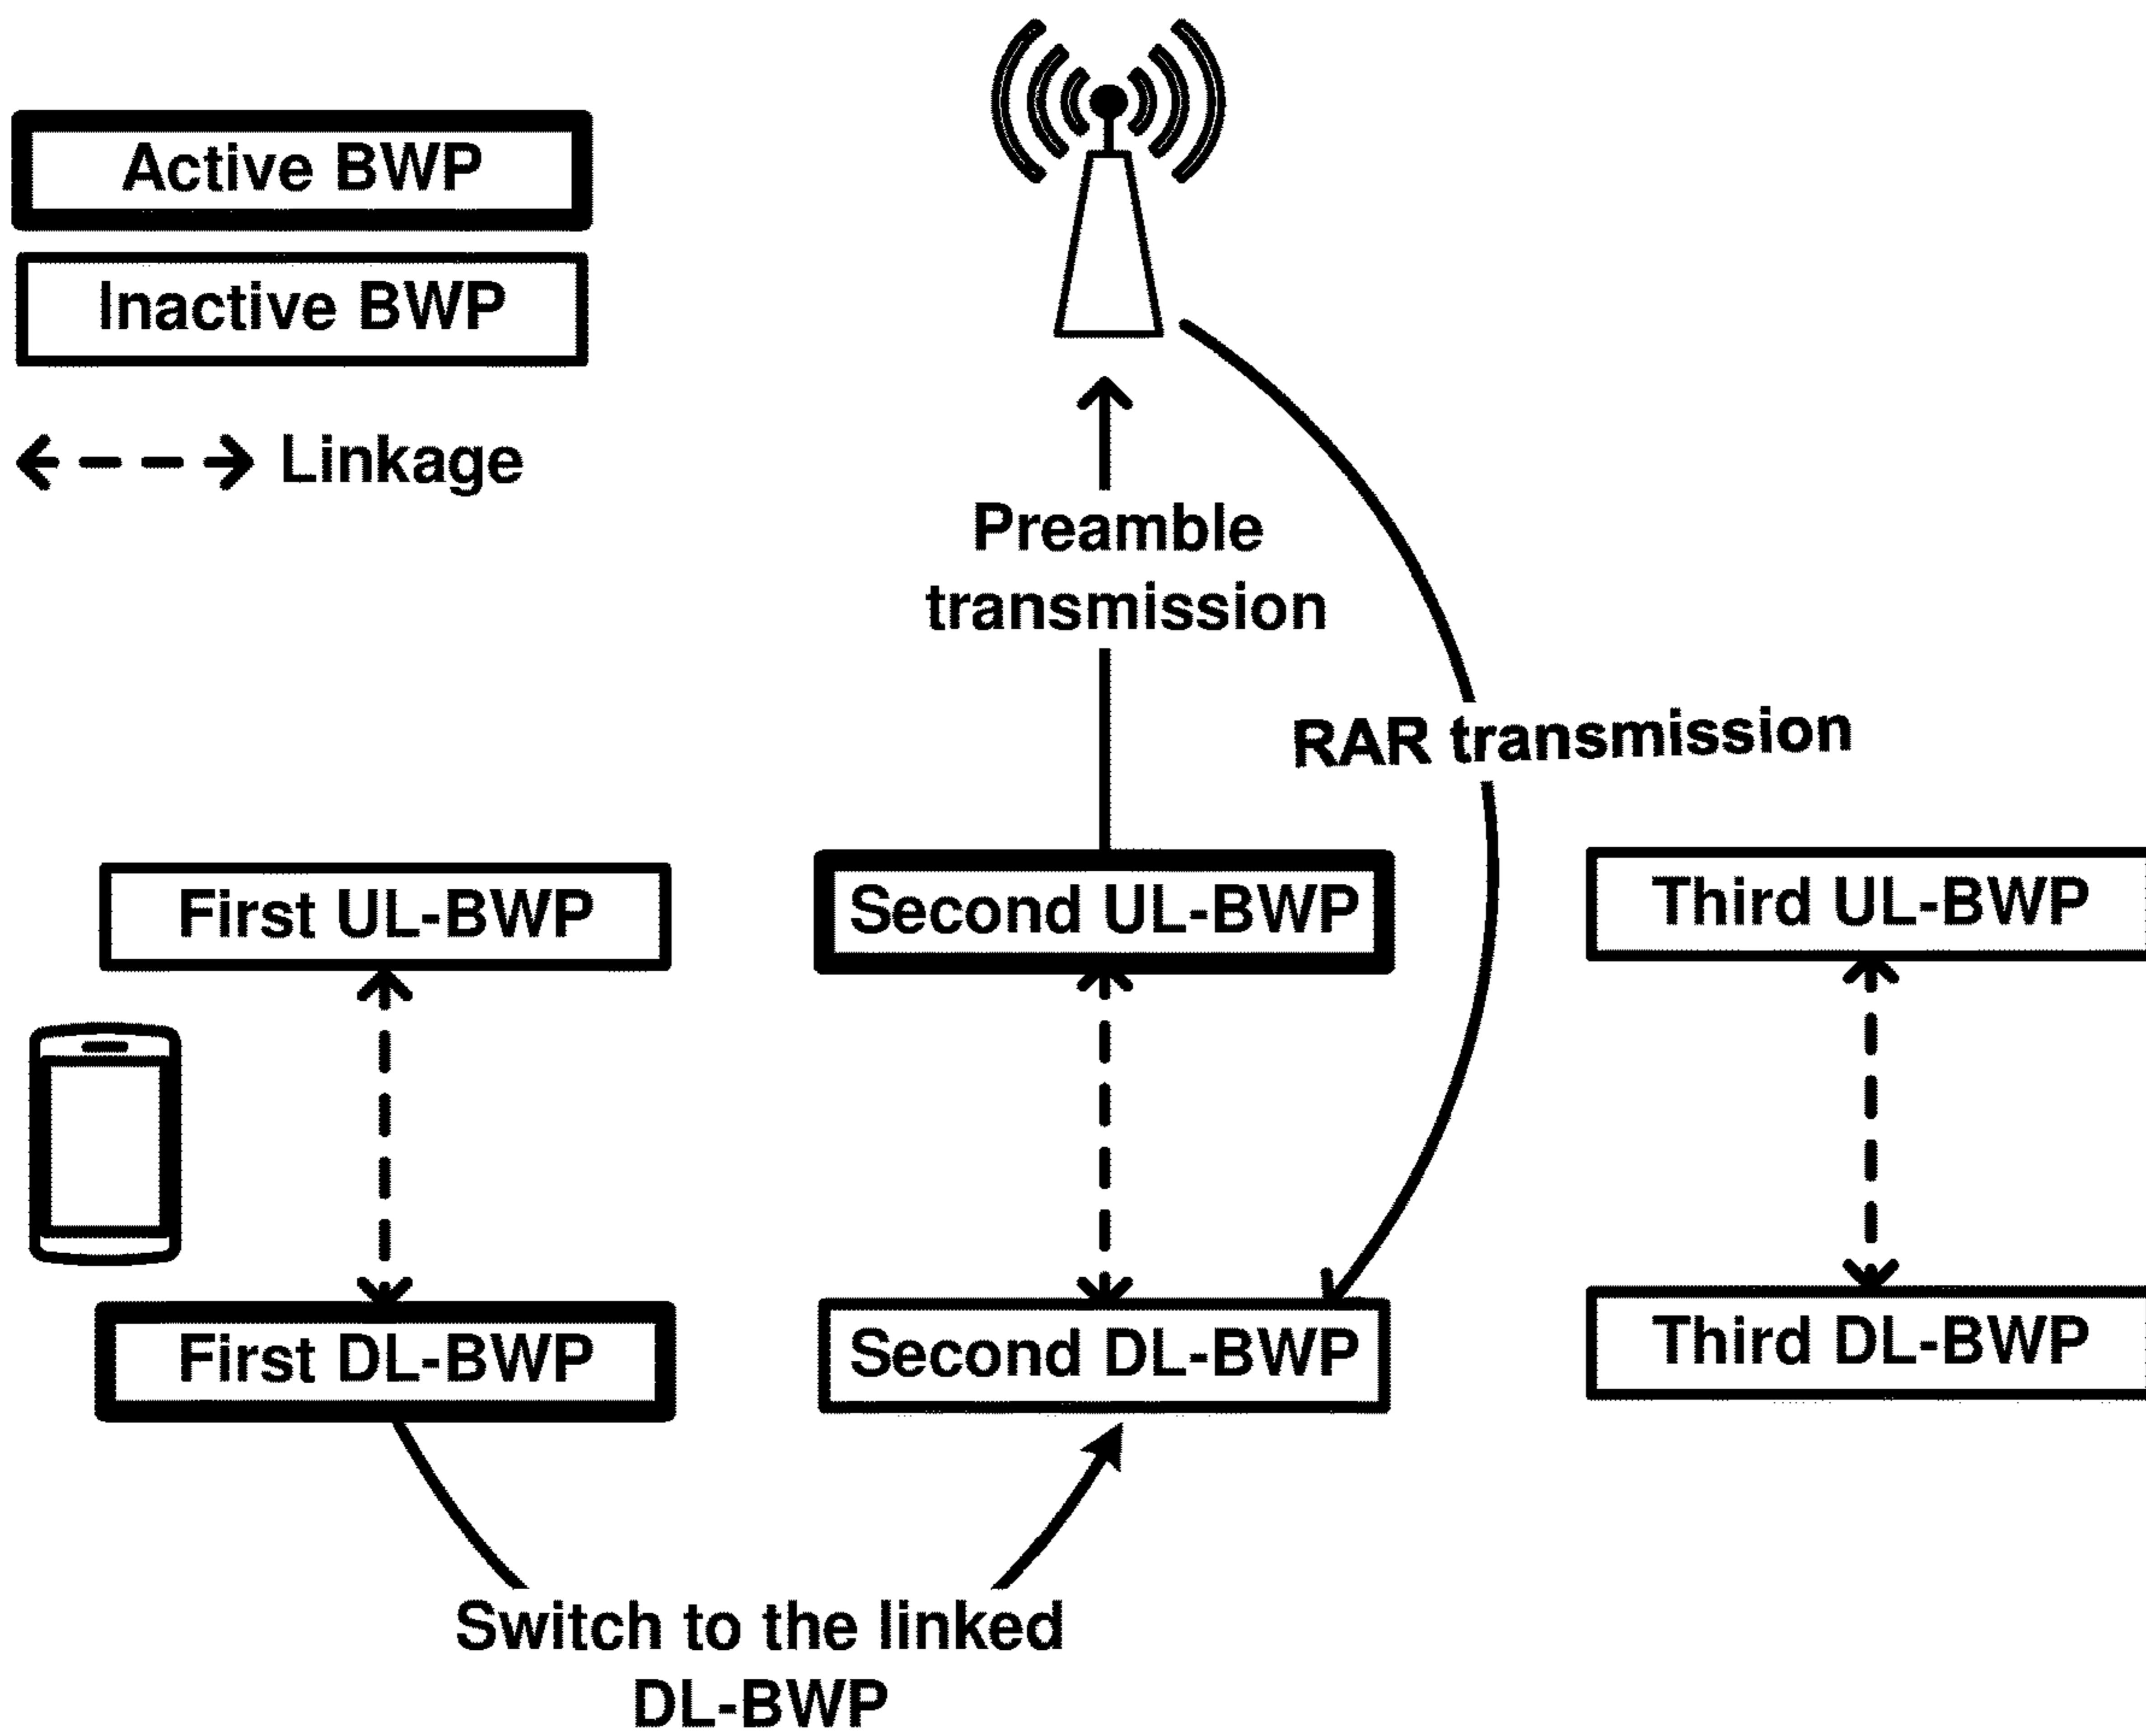 Active BWP
Inactive BWP
Linkage
Preamble
transmission
RAR transmission
First UL-BWP
Second UL-BWP
Third UL-BWP
First DL-BWP
Second DL-BWP
Third DL-BWP
Switch to the linked
DL-BWP